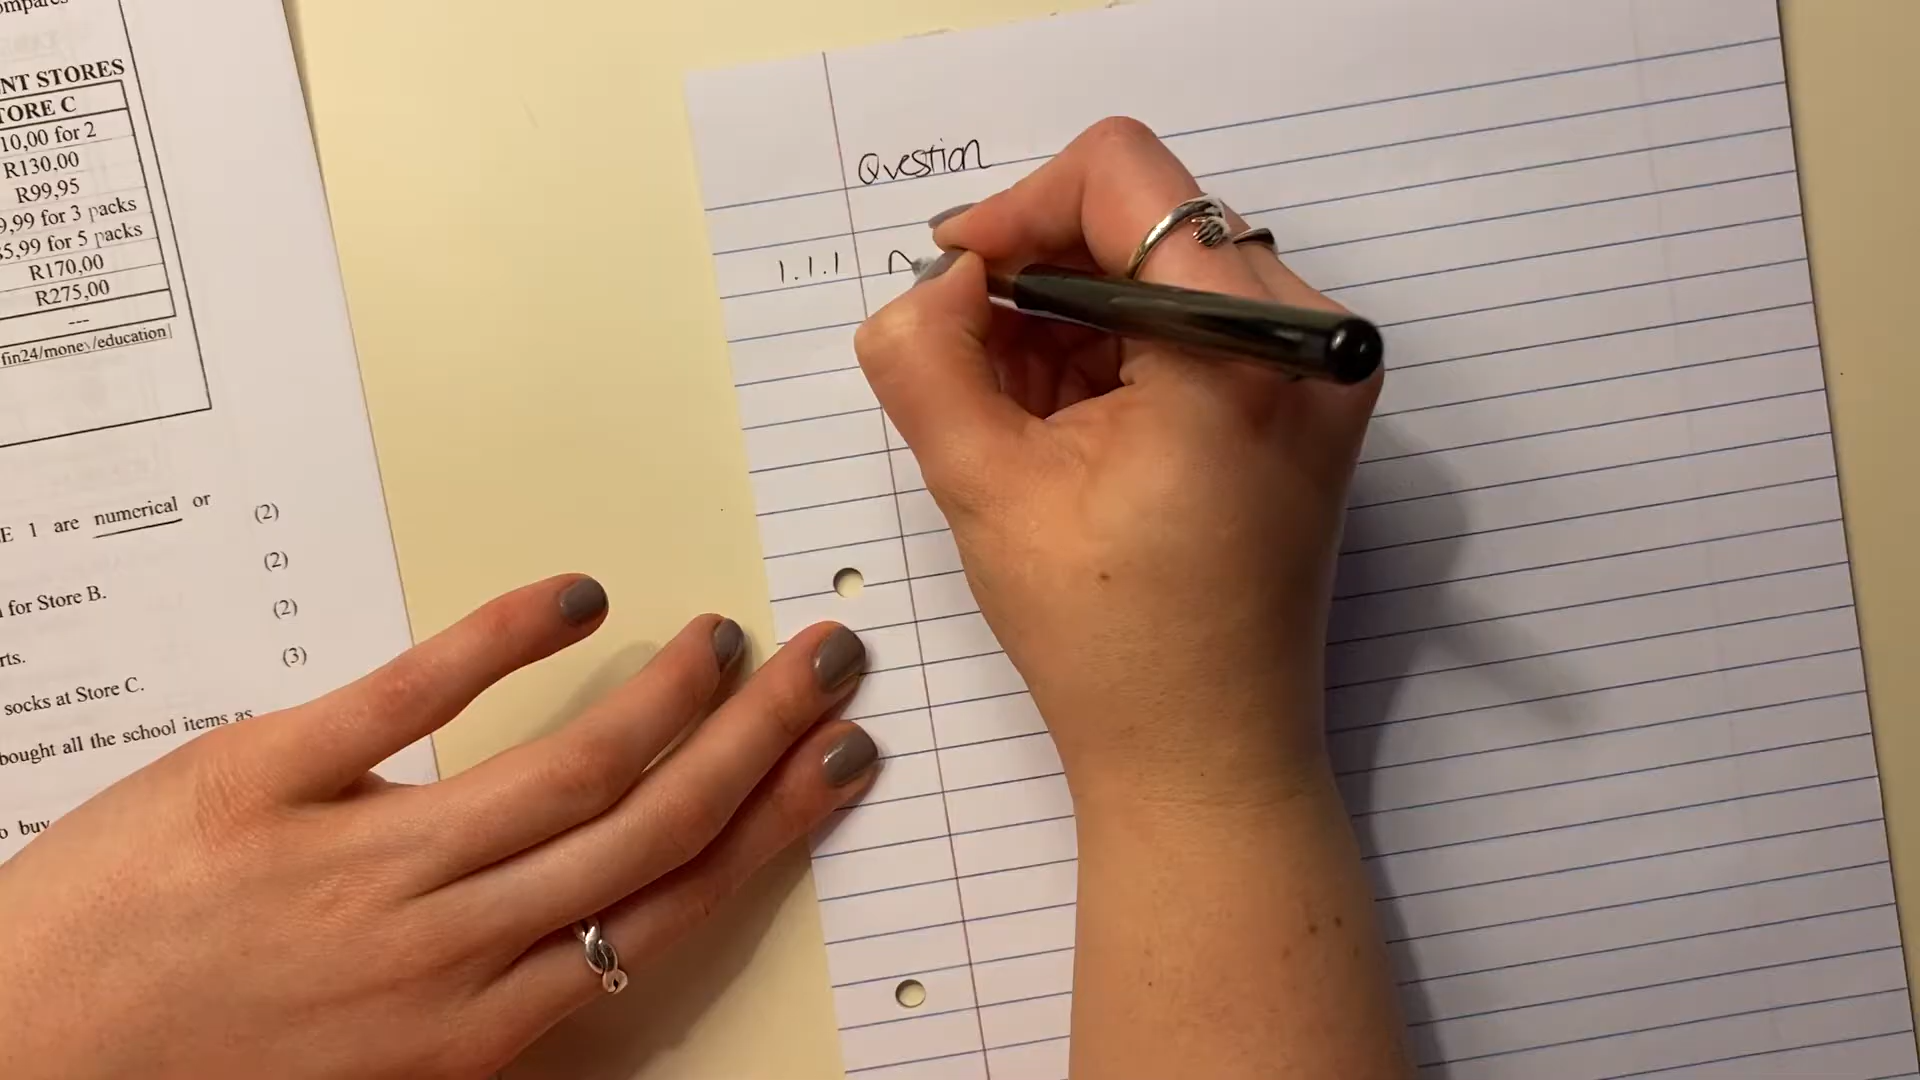 NT STORES
TORE C
10,00 for 2
R130,00
R99,95
9,99 for 3 packs
5,99 for 5 packs
R170,00
R275,00
---
fin24/money/education
E 1 are numerical or (2)
(2)
for Store B.
(2)
rts.
(3)
socks at Store C.
bought all the school items as
o buy
Question
1.1.1